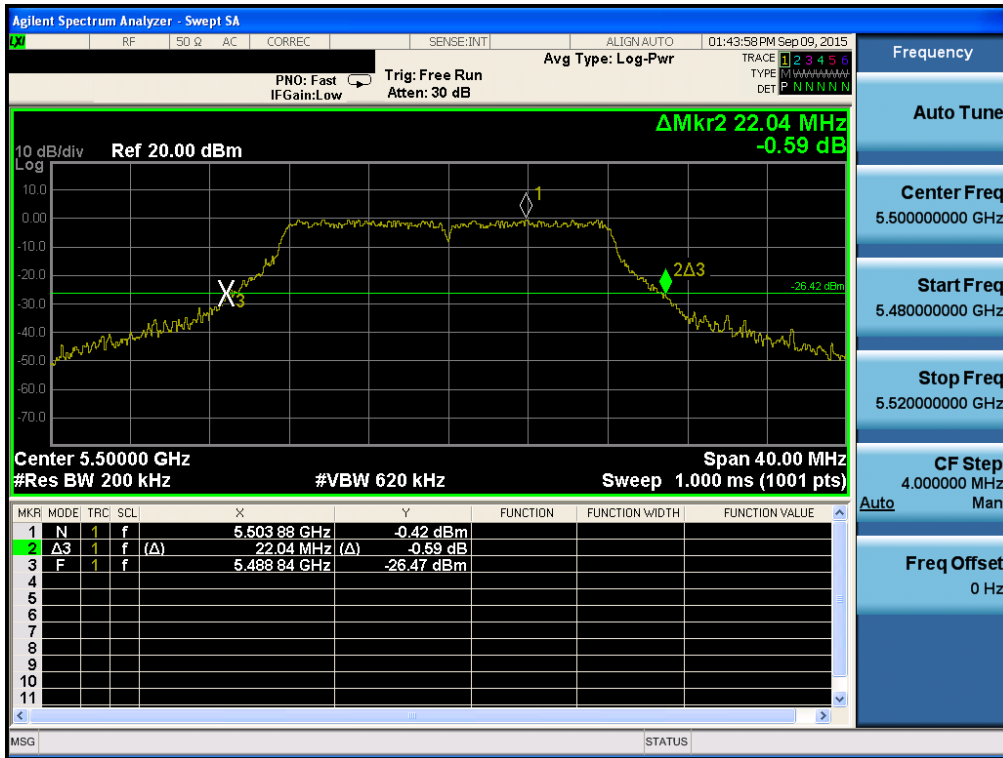 Agilent Spectrum Analyzer - Swept SA
LXI RF 50 Ω AC CORREC SENSE:INT ALIGN AUTO 01:43:58 PM Sep 09, 2015
Frequency
Avg Type: Log-Pwr
TRACE 1 2 3 4 5 6
PNO: Fast Trig: Free Run
TYPE M
IFGain:Low Atten: 30 dB
DET P N N N N N
Auto Tune
ΔMkr2 22.04 MHz
-0.59 dB
10 dB/div Ref 20.00 dBm
Log
10.0
0.00
-10.0
-20.0
-30.0
-40.0
-50.0
-60.0
-70.0
1
2Δ3
-26.42 dBm
X3
Center Freq
5.500000000 GHz
Start Freq
5.480000000 GHz
Stop Freq
5.520000000 GHz
Center 5.50000 GHz Span 40.00 MHz
#Res BW 200 kHz #VBW 620 kHz Sweep 1.000 ms (1001 pts)
CF Step
4.000000 MHz
Auto Man
MKR MODE TRC SCL X Y FUNCTION FUNCTION WIDTH FUNCTION VALUE
1 N 1 f 5.503 88 GHz -0.42 dBm
2 Δ3 1 f (Δ) 22.04 MHz (Δ) -0.59 dB
3 F 1 f 5.488 84 GHz -26.47 dBm
4
5
6
7
8
9
10
11
Freq Offset
0 Hz
MSG STATUS